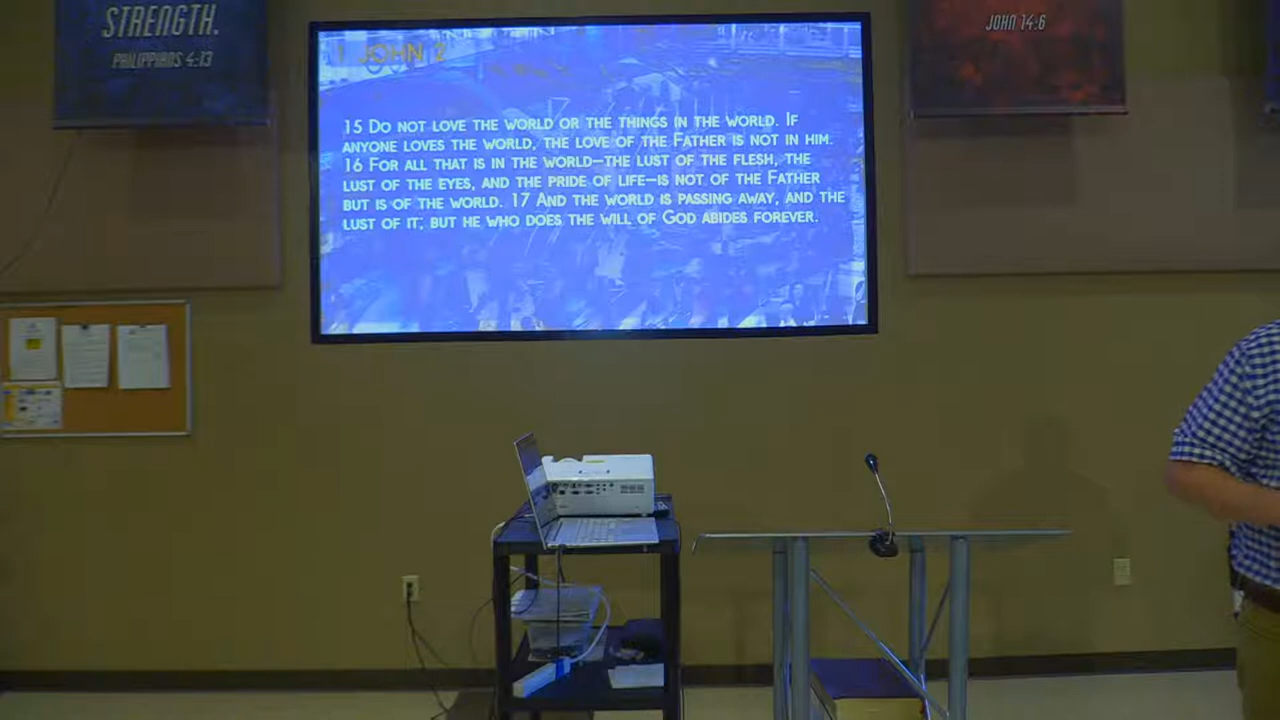 STRENGTH.
PHILIPPIANS 4:13
JOHN 14:6
1 JOHN 2
15 DO NOT LOVE THE WORLD OR THE THINGS IN THE WORLD. IF
ANYONE LOVES THE WORLD, THE LOVE OF THE FATHER IS NOT IN HIM.
16 FOR ALL THAT IS IN THE WORLD—THE LUST OF THE FLESH, THE
LUST OF THE EYES, AND THE PRIDE OF LIFE—IS NOT OF THE FATHER
BUT IS OF THE WORLD. 17 AND THE WORLD IS PASSING AWAY, AND THE
LUST OF IT; BUT HE WHO DOES THE WILL OF GOD ABIDES FOREVER.